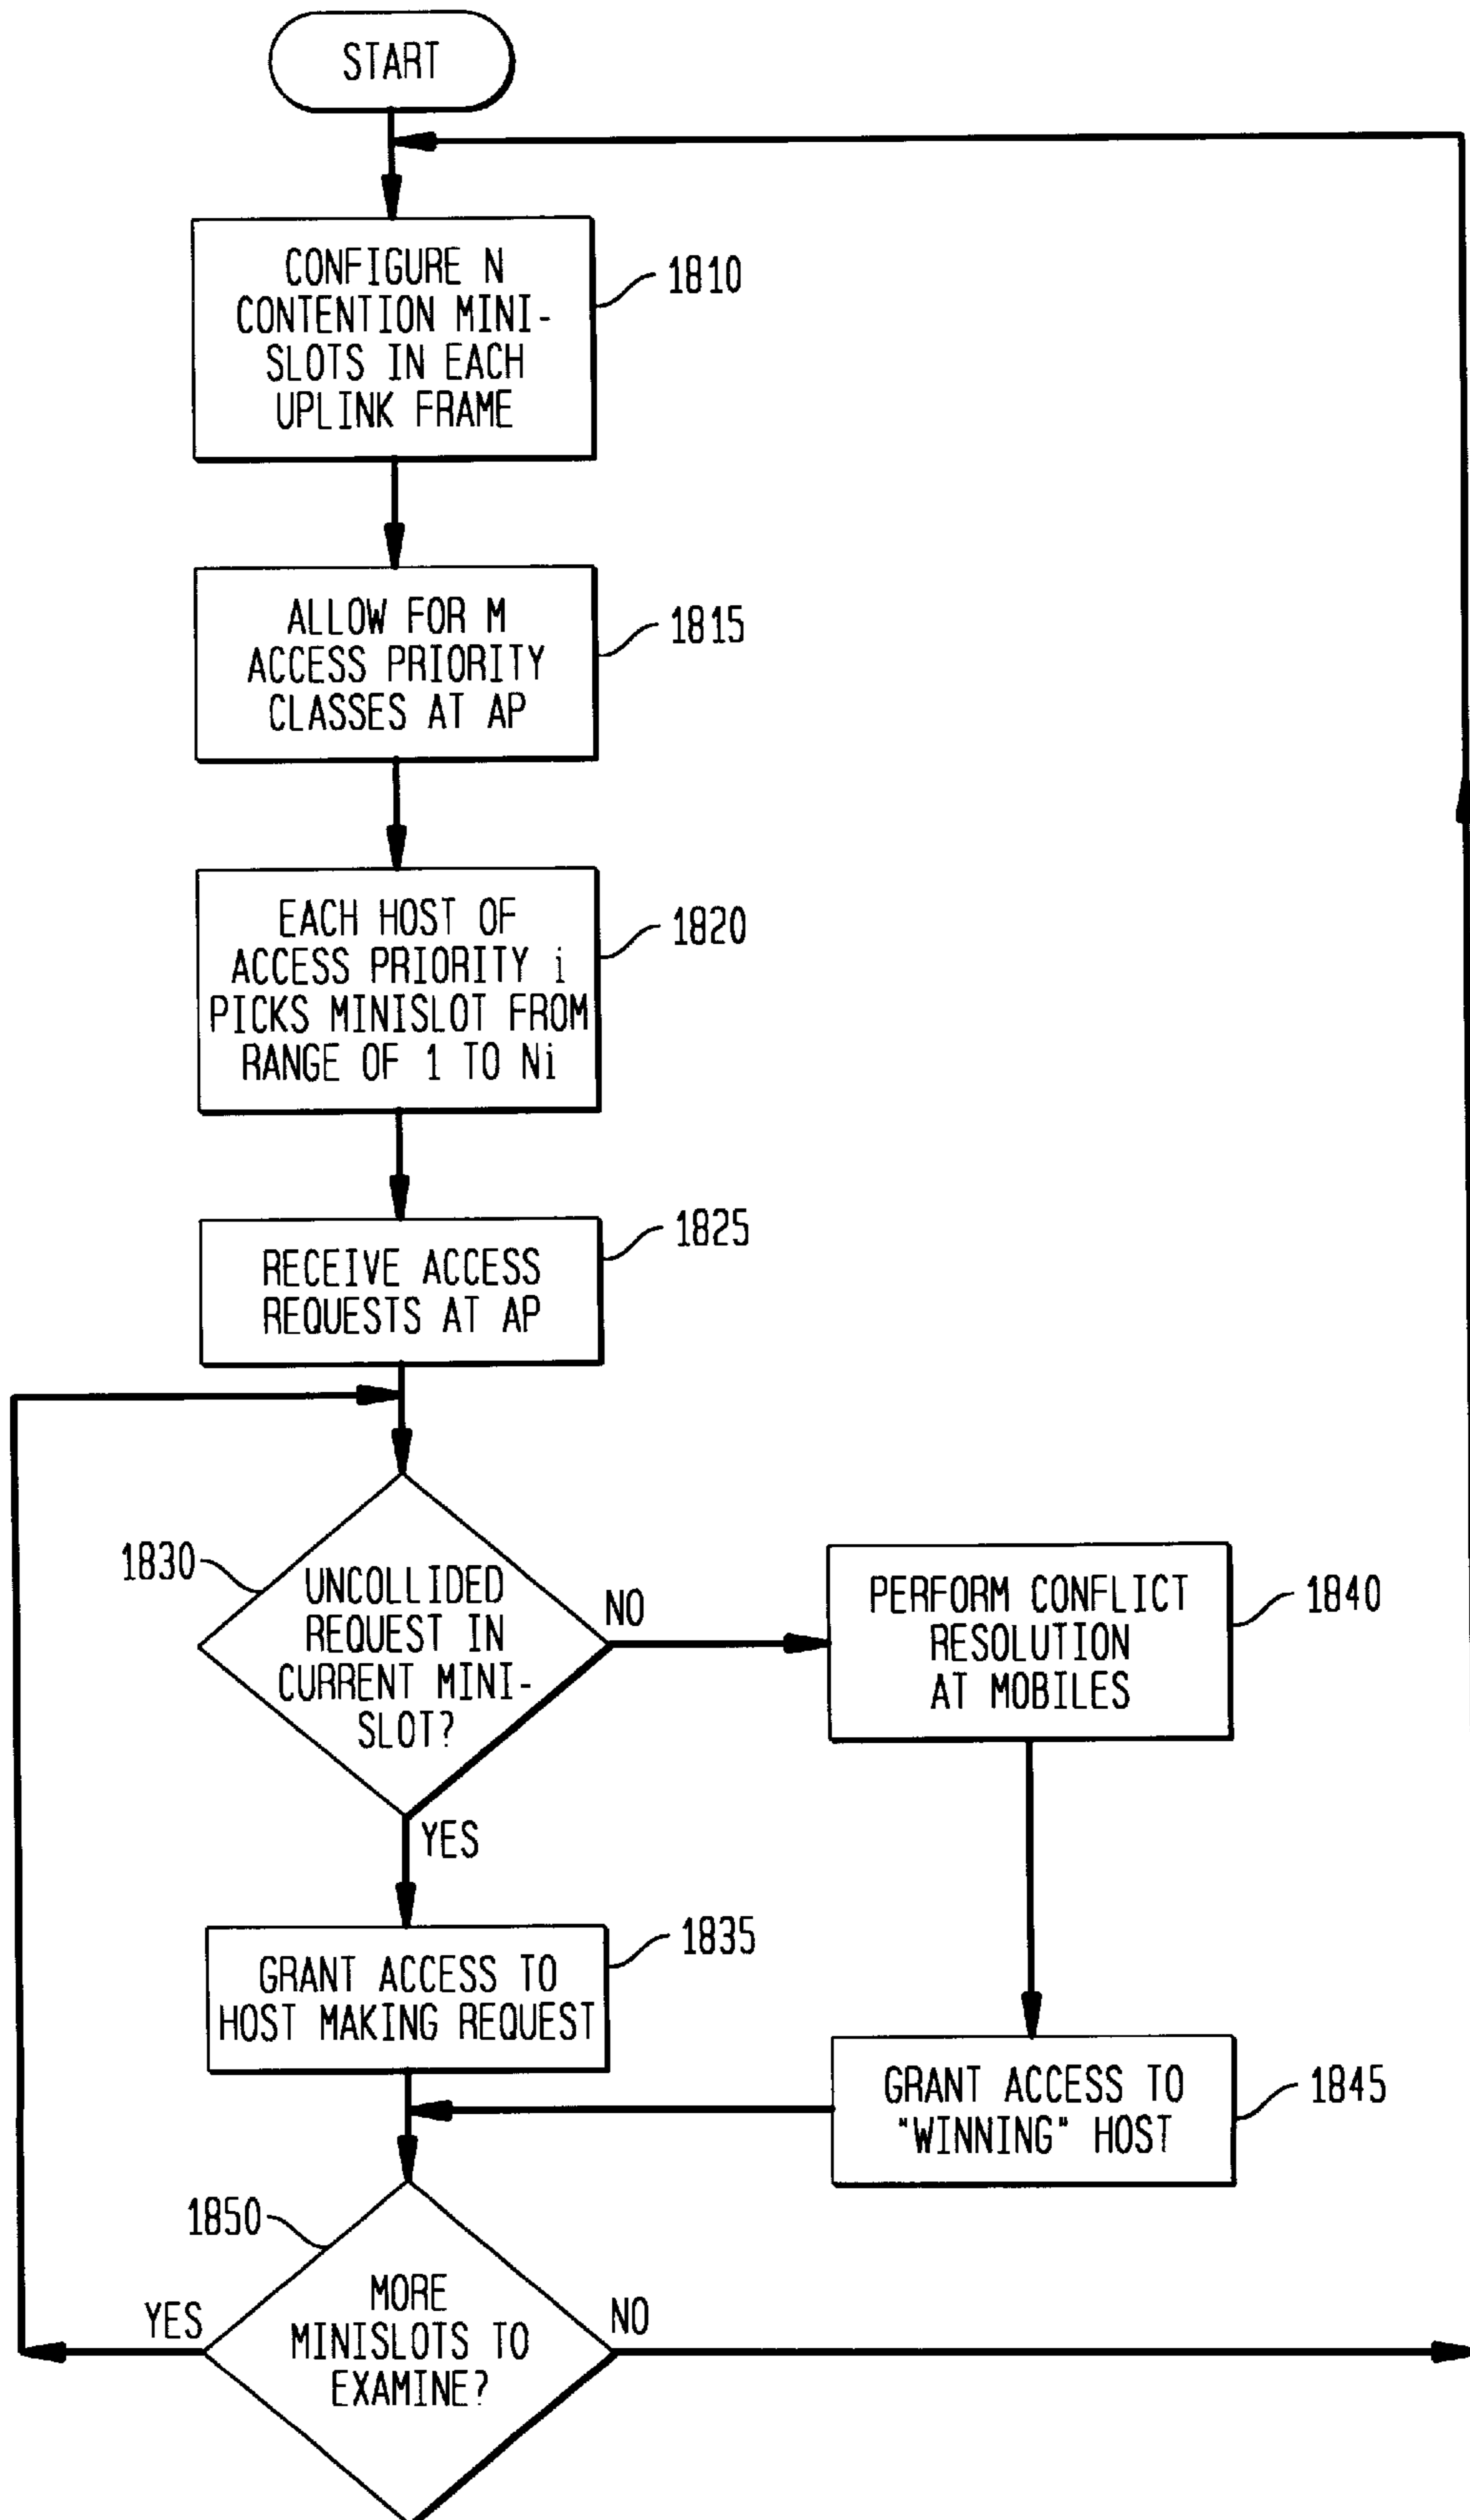 START
CONFIGURE N
CONTENTION MINI-
SLOTS IN EACH
UPLINK FRAME
1810
ALLOW FOR M
ACCESS PRIORITY
CLASSES AT AP
1815
EACH HOST OF
ACCESS PRIORITY i
PICKS MINISLOT FROM
RANGE OF 1 TO Ni
1820
RECEIVE ACCESS
REQUESTS AT AP
1825
1830
UNCOLLIDED
REQUEST IN
CURRENT MINI-
SLOT?
NO
YES
PERFORM CONFLICT
RESOLUTION
AT MOBILES
1840
GRANT ACCESS TO
HOST MAKING REQUEST
1835
GRANT ACCESS TO
"WINNING" HOST
1845
1850
MORE
MINISLOTS TO
EXAMINE?
YES
NO